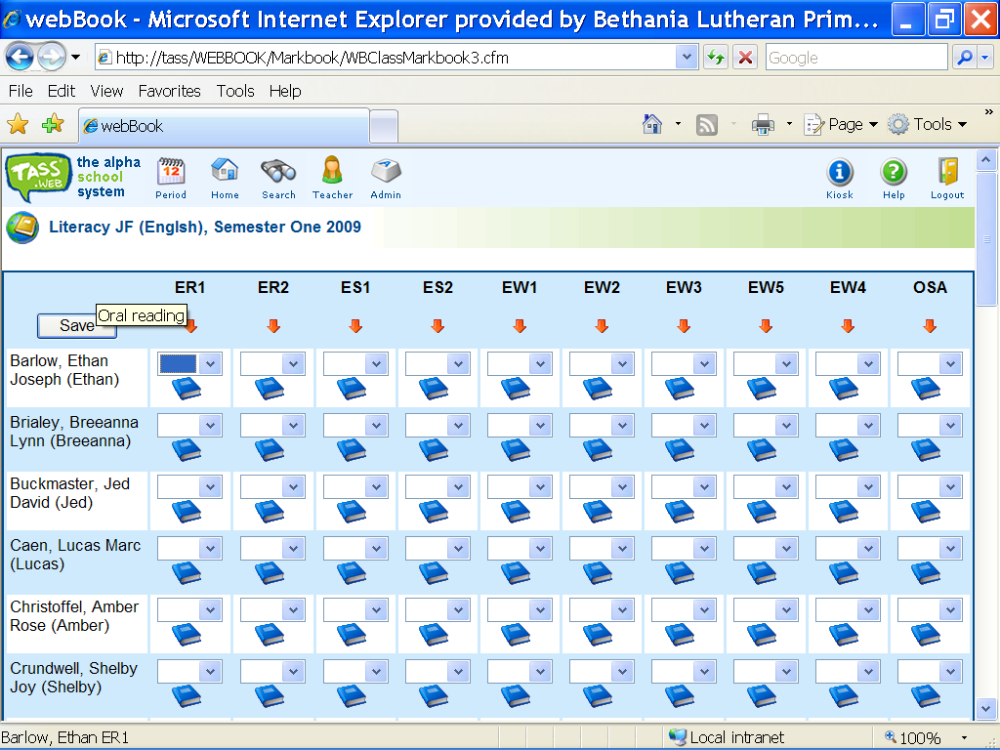 webBook - Microsoft Internet Explorer provided by Bethania Lutheran Prim...
http://tass/WEBBOOK/Markbook/WBClassMarkbook3.cfm
Google
File Edit View Favorites Tools Help
webBook
Page Tools »
TASS .WEB
the alpha
school
system
12
Period Home Search Teacher Admin Kiosk Help Logout
Literacy JF (Englsh), Semester One 2009
ER1 ER2 ES1 ES2 EW1 EW2 EW3 EW5 EW4 OSA
Save
Oral reading
Barlow, Ethan
Joseph (Ethan)
Brialey, Breeanna
Lynn (Breeanna)
Buckmaster, Jed
David (Jed)
Caen, Lucas Marc
(Lucas)
Christoffel, Amber
Rose (Amber)
Crundwell, Shelby
Joy (Shelby)
Barlow, Ethan ER1
Local intranet
100%